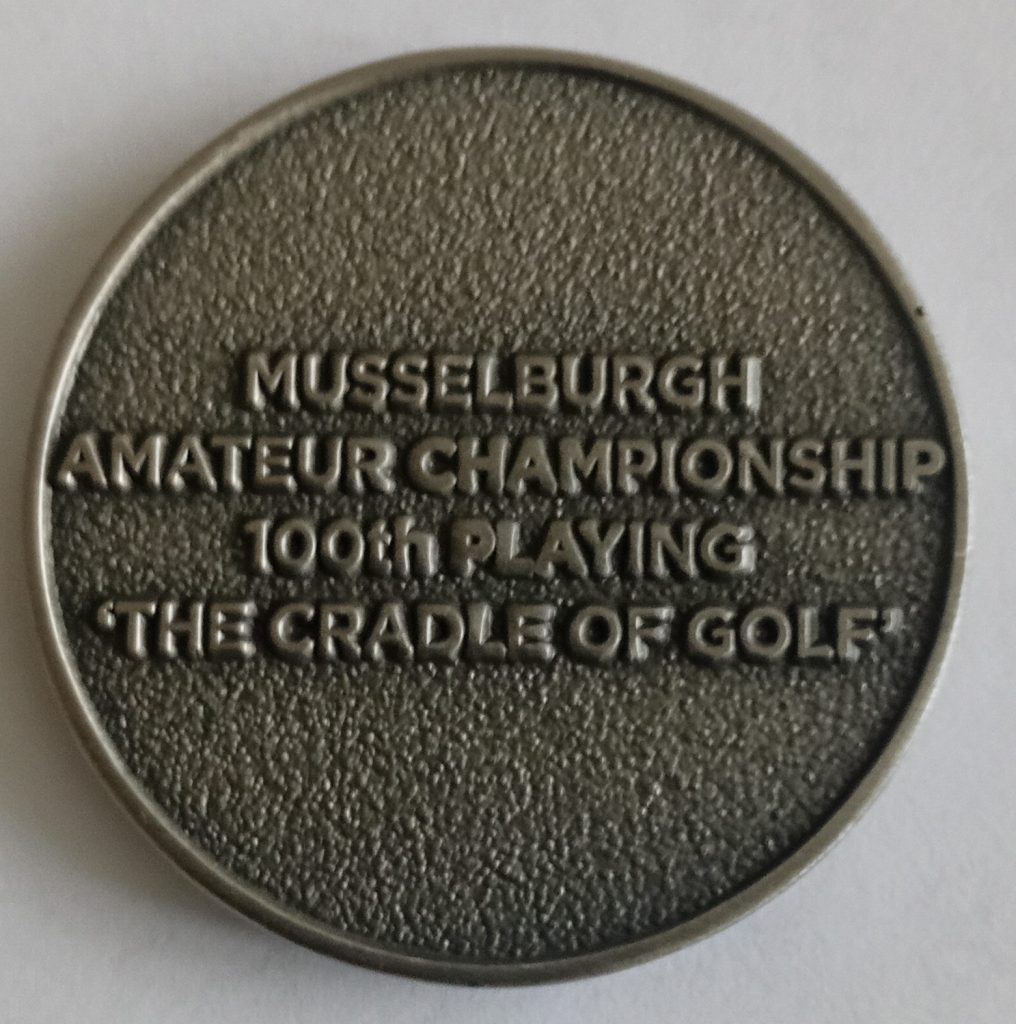 MUSSELBURGH
AMATEUR CHAMPIONSHIP
100th PLAYING
‘THE CRADLE OF GOLF’